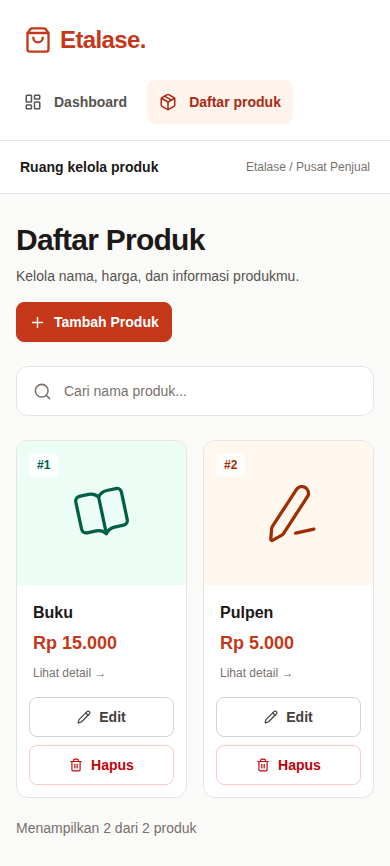 Etalase.
Dashboard
Daftar produk
Ruang kelola produk
Etalase / Pusat Penjual
Daftar Produk
Kelola nama, harga, dan informasi produkmu.
Tambah Produk
Cari nama produk...
#1
Buku
Rp 15.000
Lihat detail →
Edit
Hapus
#2
Pulpen
Rp 5.000
Lihat detail →
Edit
Hapus
Menampilkan 2 dari 2 produk